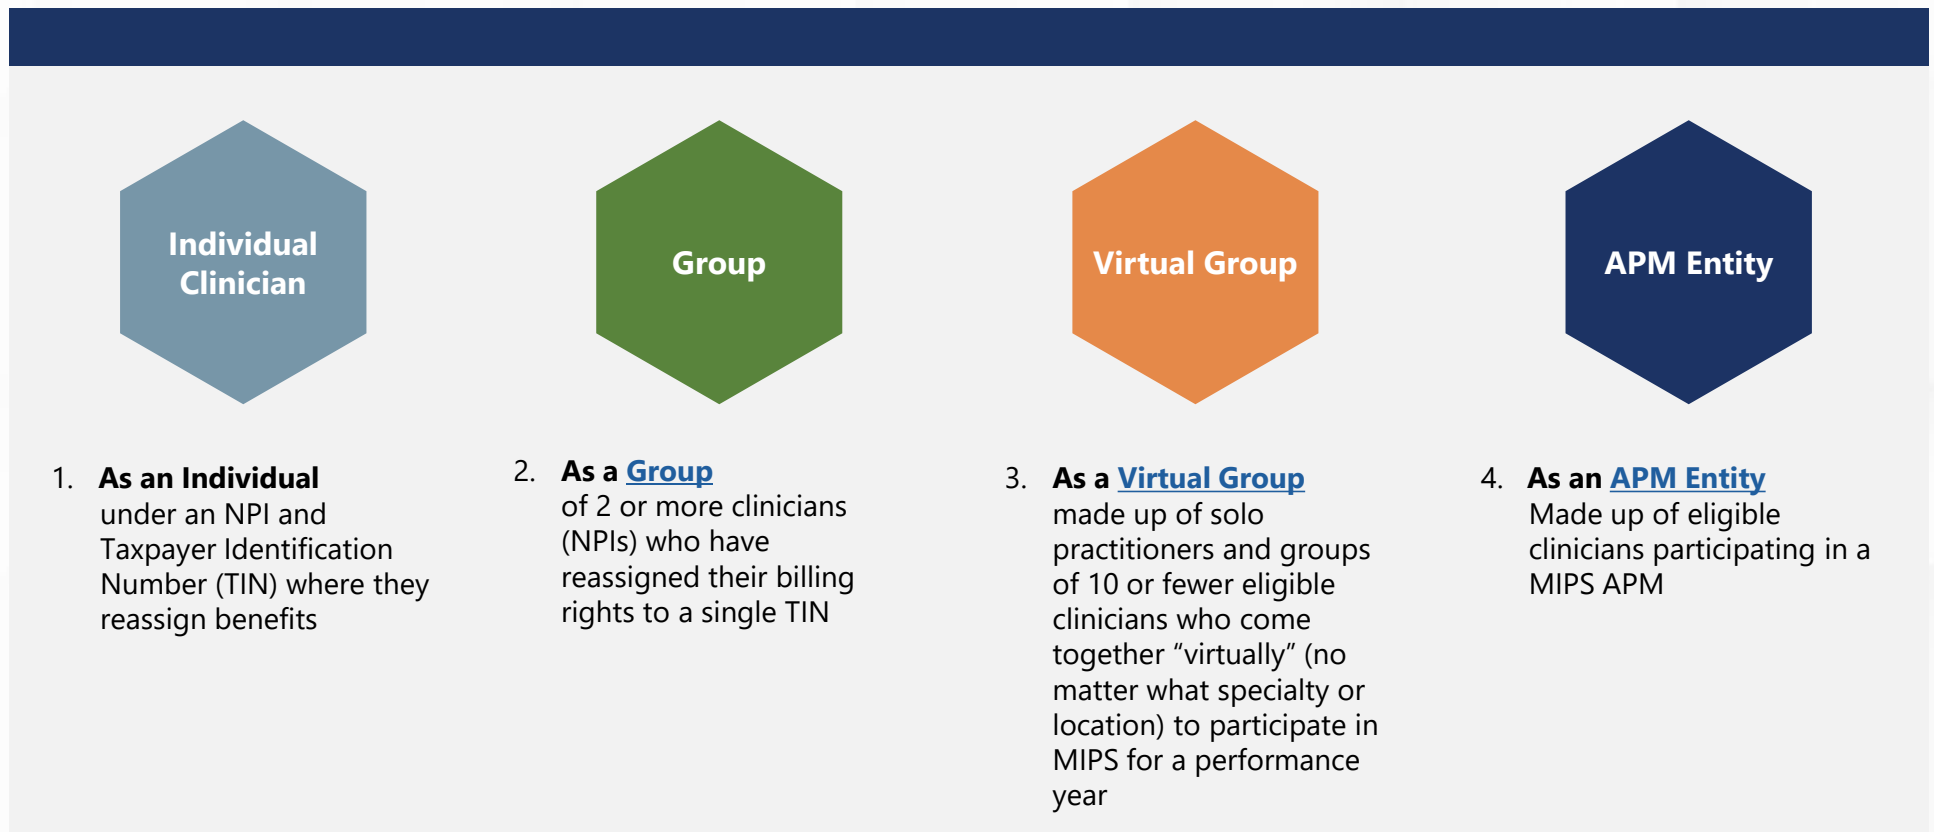 Individual
Clinician
Group
Virtual Group
APM Entity
1. As an Individual
under an NPI and
Taxpayer Identification
Number (TIN) where they
reassign benefits
2. As a Group
of 2 or more clinicians
(NPIs) who have
reassigned their billing
rights to a single TIN
3. As a Virtual Group
made up of solo
practitioners and groups
of 10 or fewer eligible
clinicians who come
together “virtually” (no
matter what specialty or
location) to participate in
MIPS for a performance
year
4. As an APM Entity
Made up of eligible
clinicians participating in a
MIPS APM